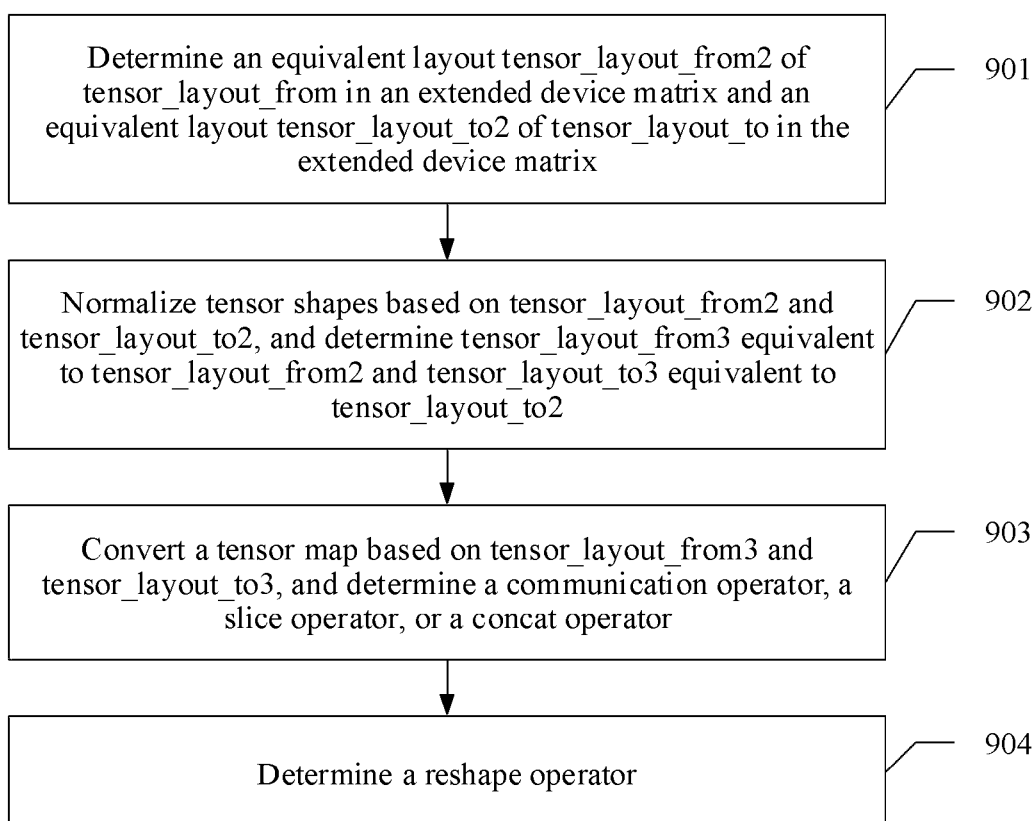 Determine an equivalent layout tensor_layout_from2 of
tensor_layout_from in an extended device matrix and an
equivalent layout tensor_layout_to2 of tensor_layout_to in the
extended device matrix
901
Normalize tensor shapes based on tensor_layout_from2 and
tensor_layout_to2, and determine tensor_layout_from3 equivalent
to tensor_layout_from2 and tensor_layout_to3 equivalent to
tensor_layout_to2
902
Convert a tensor map based on tensor_layout_from3 and
tensor_layout_to3, and determine a communication operator, a
slice operator, or a concat operator
903
Determine a reshape operator
904